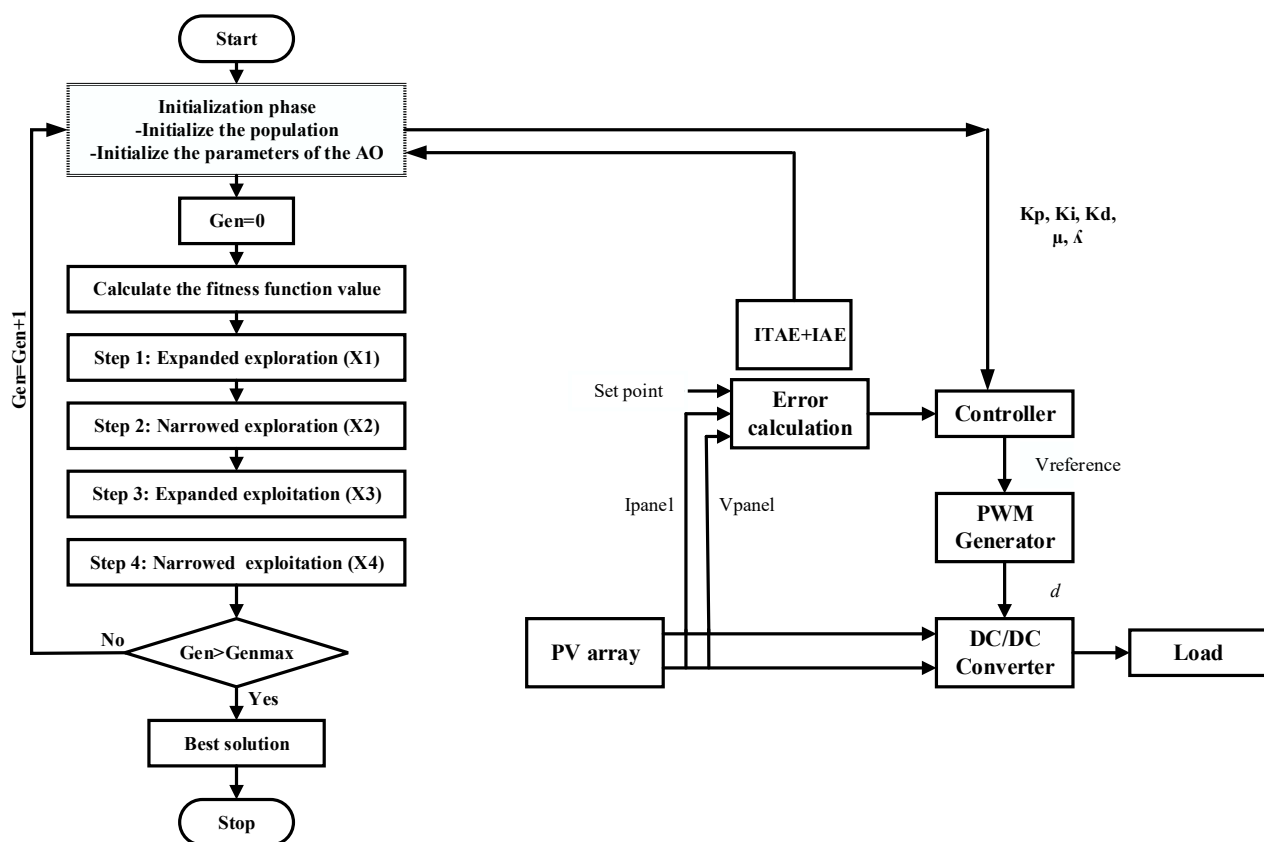 Start
Initialization phase
-Initialize the population
-Initialize the parameters of the AO
Gen=0
Calculate the fitness function value
Step 1: Expanded exploration (X1)
Step 2: Narrowed exploration (X2)
Step 3: Expanded exploitation (X3)
Step 4: Narrowed exploitation (X4)
Gen>Genmax
No
Yes
Gen=Gen+1
Best solution
Stop
Kp, Ki, Kd,
μ, ʎ
ITAE+IAE
Set point
Error
calculation
Controller
Vreference
Ipanel
Vpanel
PWM
Generator
d
PV array
DC/DC
Converter
Load